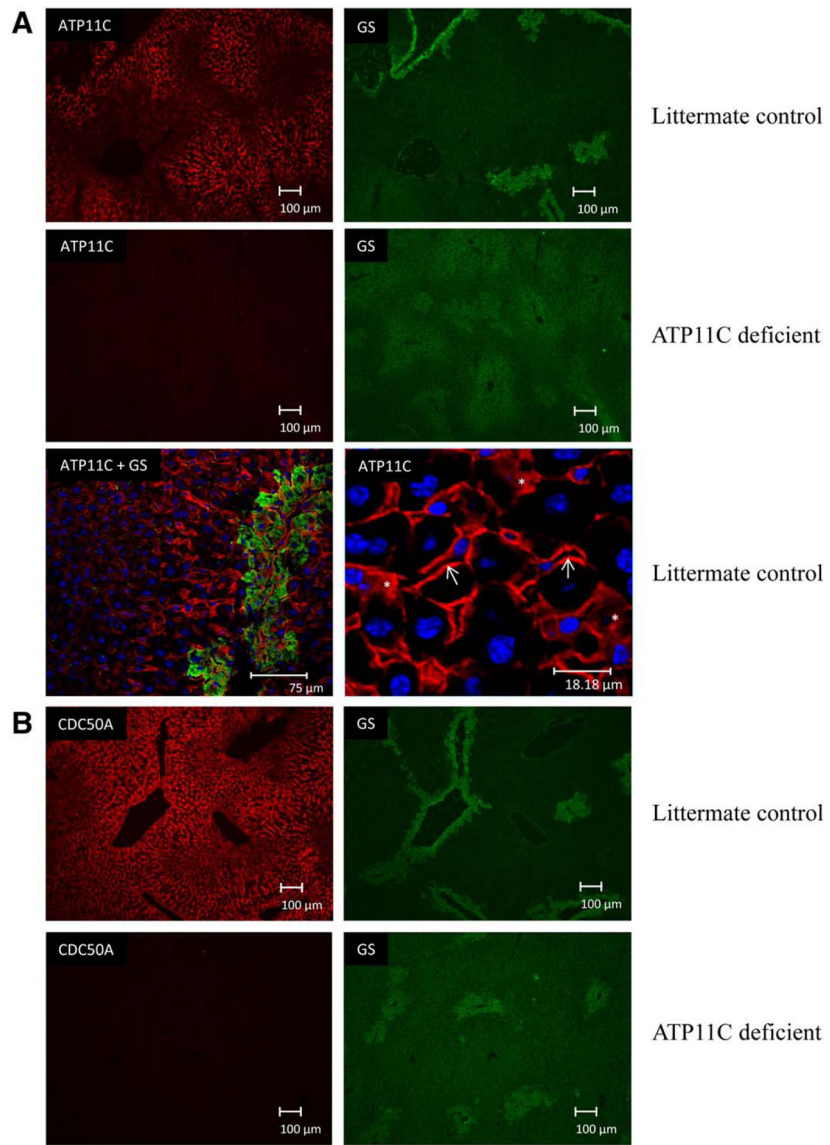 A
ATP11C
GS
Littermate control
100 µm
100 µm
ATP11C
GS
ATP11C deficient
100 µm
100 µm
ATP11C + GS
ATP11C
*
*
*
Littermate control
75 µm
18.18 µm
B
CDC50A
GS
Littermate control
100 µm
100 µm
CDC50A
GS
ATP11C deficient
100 µm
100 µm